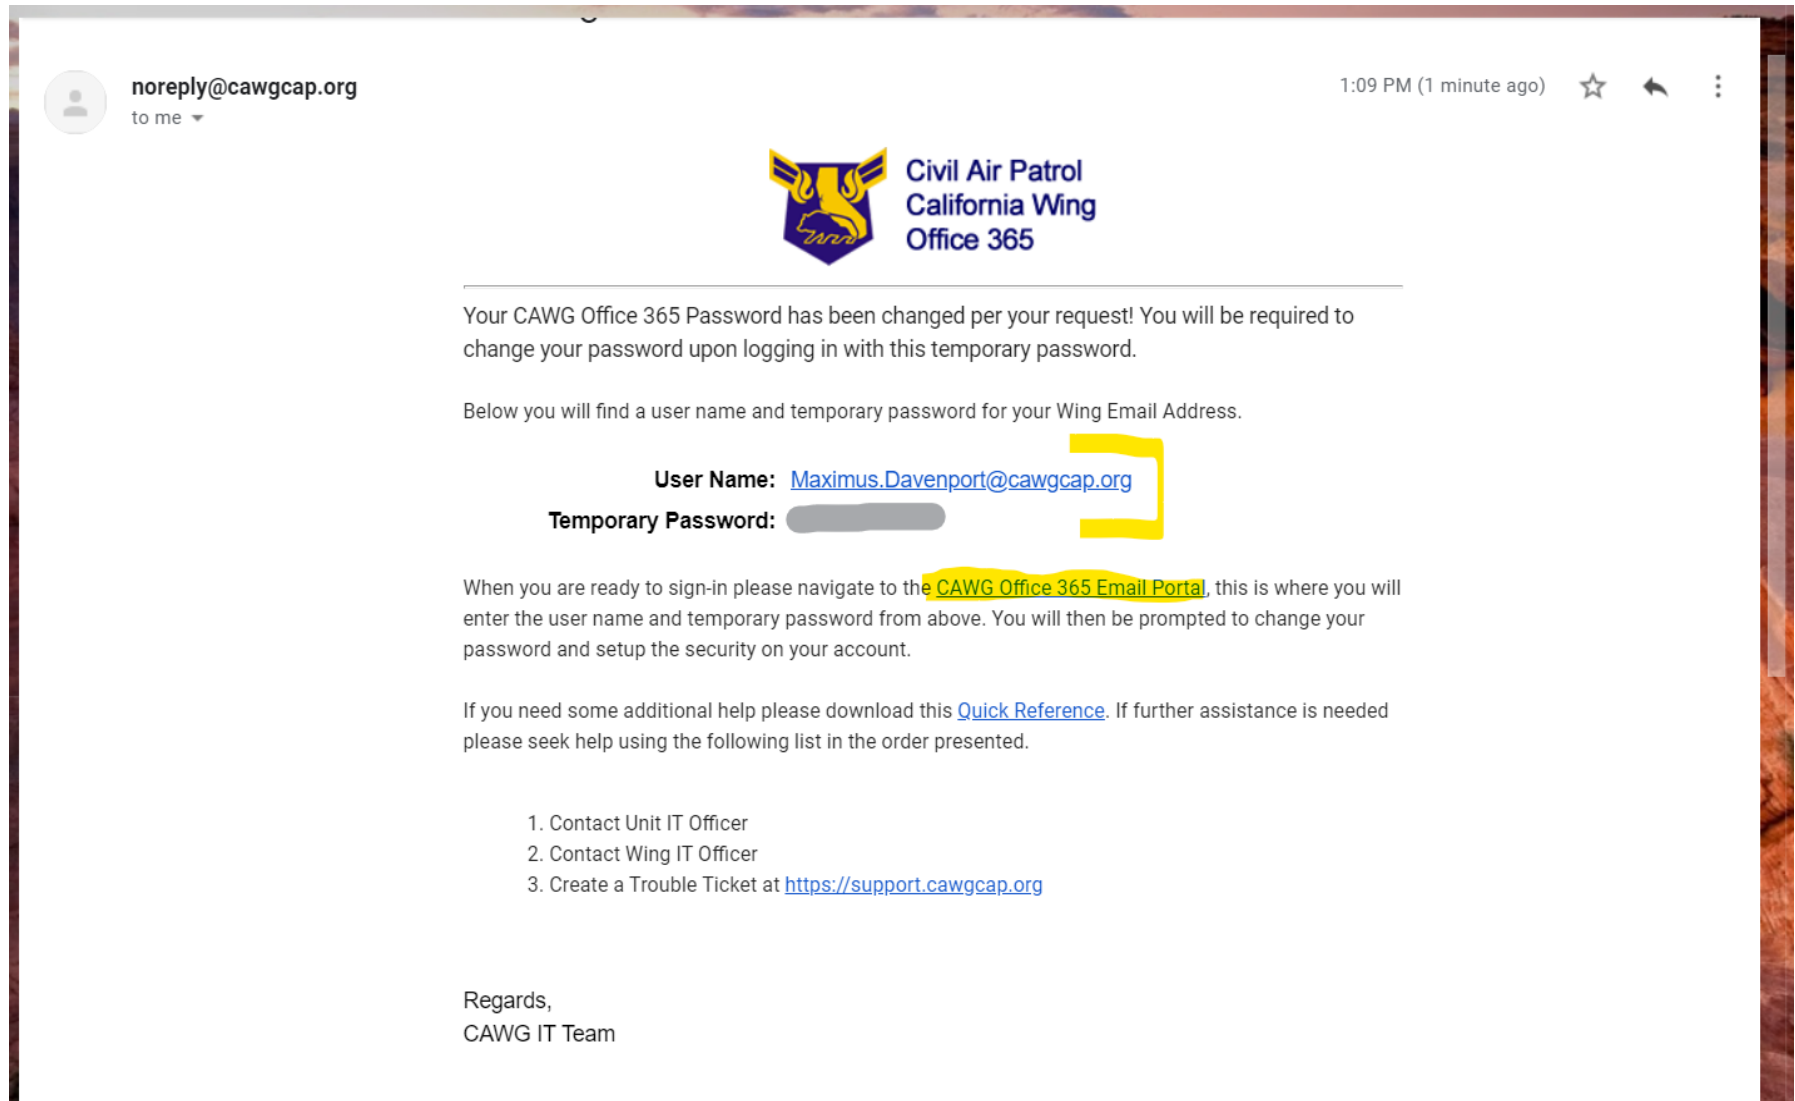 noreply@cawgcap.org
1:09 PM (1 minute ago)
to me
Civil Air Patrol
California Wing
Office 365
Your CAWG Office 365 Password has been changed per your request! You will be required to
change your password upon logging in with this temporary password.
Below you will find a user name and temporary password for your Wing Email Address.
User Name: Maximus.Davenport@cawgcap.org
Temporary Password:
When you are ready to sign-in please navigate to the CAWG Office 365 Email Portal, this is where you will
enter the user name and temporary password from above. You will then be prompted to change your
password and setup the security on your account.
If you need some additional help please download this Quick Reference. If further assistance is needed
please seek help using the following list in the order presented.
1. Contact Unit IT Officer
2. Contact Wing IT Officer
3. Create a Trouble Ticket at https://support.cawgcap.org
Regards,
CAWG IT Team